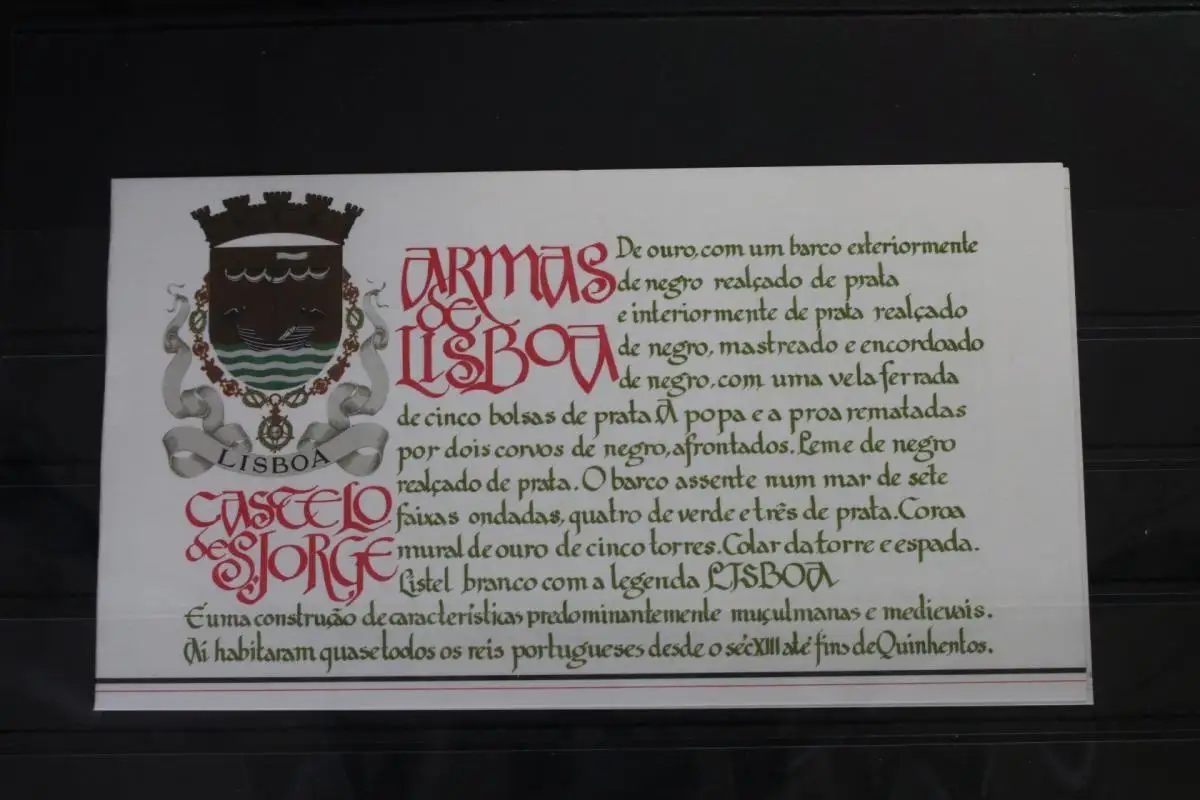 ARMAS
de
LISBOA
De ouro, com um barco exteriormente
de negro realçado de prata
e interiormente de prata realçado
de negro, mastreado e encordoado
de negro, com uma vela ferrada
de cinco bolsas de prata. A popa e a proa rematadas
por dois corvos de negro, afrontados. Leme de negro
realçado de prata. O barco assente num mar de sete
faixas ondadas, quatro de verde e três de prata. Coroa
mural de ouro de cinco torres. Colar da torre e espada.
Listel branco com a legenda LISBOA
LISBOA
CASTELO
de S. JORGE
É uma construção de características predominantemente muçulmanas e medievais.
Aí habitaram quase todos os reis portugueses desde o séc XIII até fins de Quinhentos.